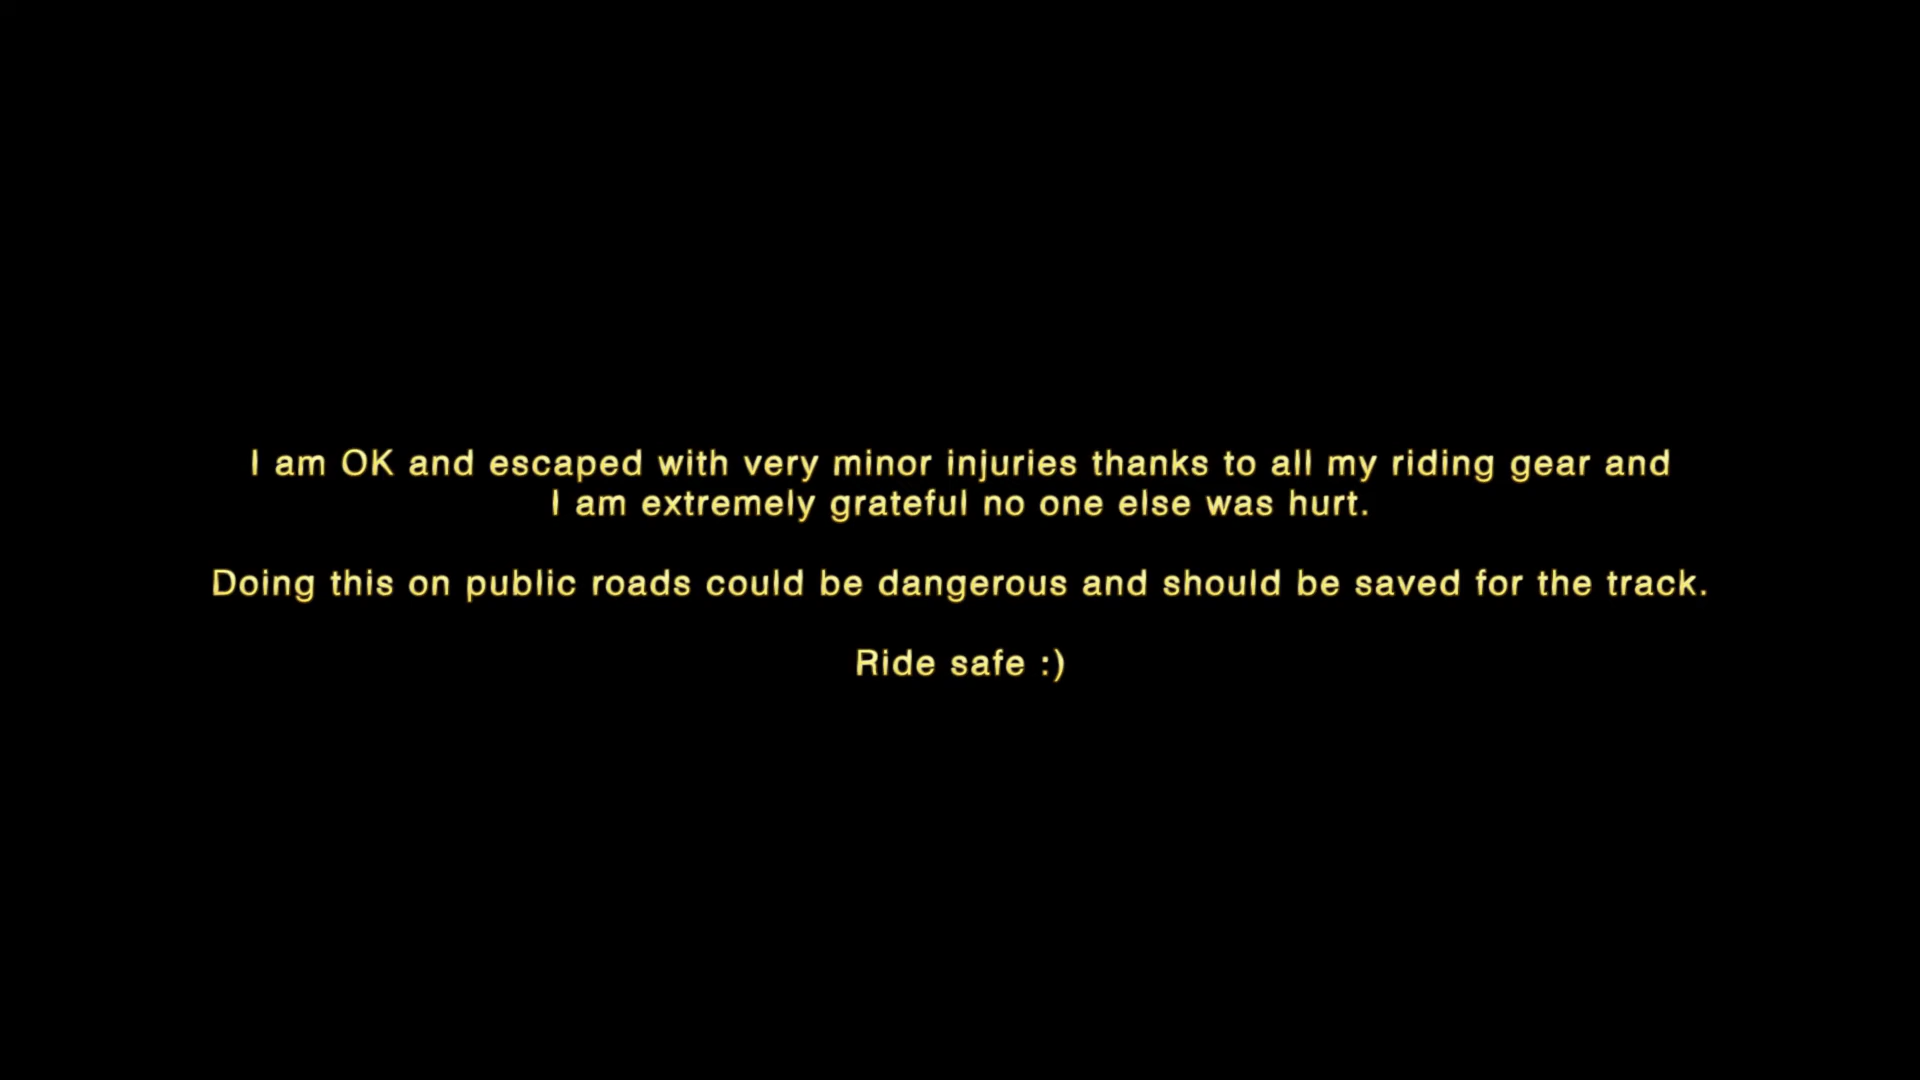 I am OK and escaped with very minor injuries thanks to all my riding gear and
I am extremely grateful no one else was hurt.
Doing this on public roads could be dangerous and should be saved for the track.
Ride safe :)